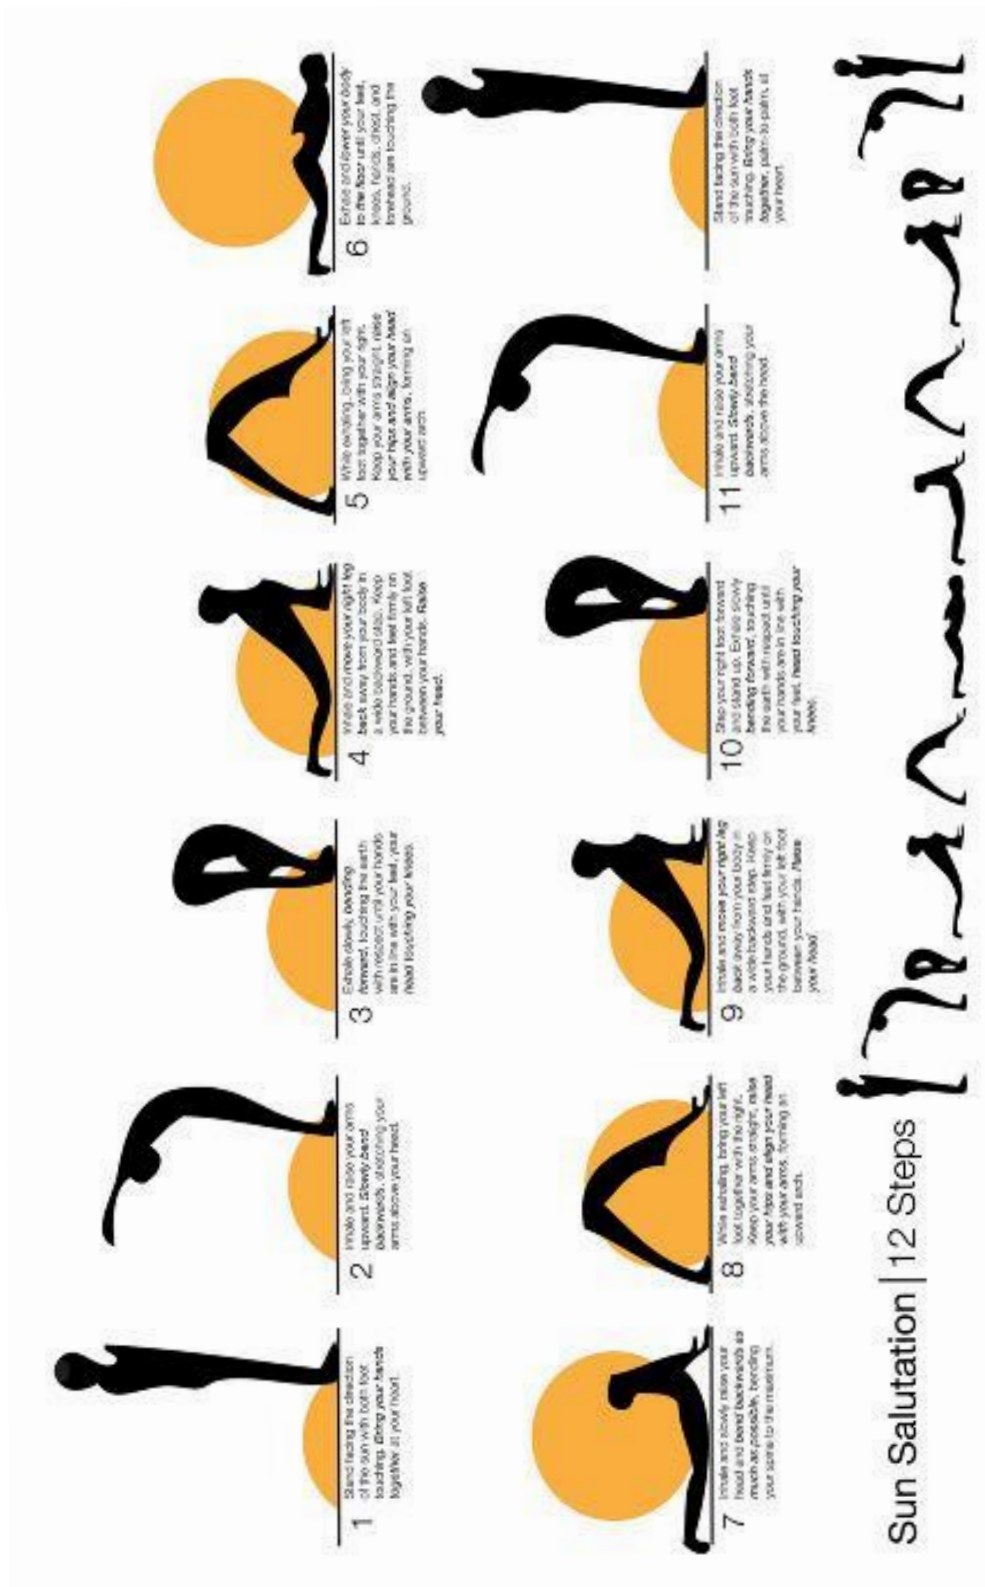 1
Stand facing the direction
of the sun with both feet
touching. Bring your hands
together at your heart.
2
Inhale and raise your arms
upward. Slowly bend
backwards, stretching your
arms above your head.
3
Exhale slowly, bending
forward, touching the earth
with respect until your hands
are in line with your feet, your
head touching your knees.
4
Inhale and move your right leg
back away from your body in
a wide backward step. Keep
your hands and feet firmly on
the ground, with your left foot
between your hands. Raise
your head.
5
While exhaling, bring your left
foot together with your right.
Keep your arms straight, raise
your hips and align your head
with your arms, forming an
upward arch.
6
Exhale and lower your body
to the floor until your feet,
knees, hands, chest, and
forehead are touching the
ground.
7
Inhale and slowly raise your
head and bend backwards as
much as possible, bending
your spine to the maximum.
8
While exhaling, bring your left
foot together with the right.
Keep your arms straight, raise
your hips and align your head
with your arms, forming an
upward arch.
9
Inhale and move your right leg
back away from your body in
a wide backward step. Keep
your hands and feet firmly on
the ground, with your left foot
between your hands. Raise
your head.
10
Step your right foot forward
and stand up. Exhale slowly
bending forward, touching
the earth with respect until
your hands are in line with
your feet, head touching your
knees.
11
Inhale and raise your arms
upward. Slowly bend
backwards, stretching your
arms above the head.
Stand facing the direction
of the sun with both feet
touching. Bring your hands
together, palm-to-palm, at
your heart.
Sun Salutation | 12 Steps